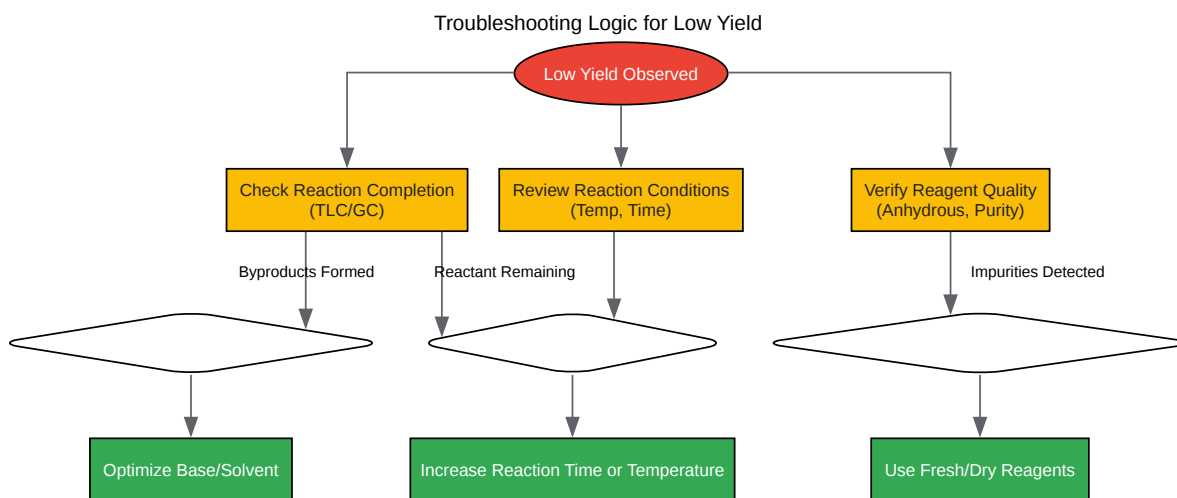 Troubleshooting Logic for Low Yield
Low Yield Observed
Check Reaction Completion
(TLC/GC)
Review Reaction Conditions
(Temp, Time)
Verify Reagent Quality
(Anhydrous, Purity)
Byproducts Formed
Reactant Remaining
Impurities Detected
Optimize Base/Solvent
Increase Reaction Time or Temperature
Use Fresh/Dry Reagents